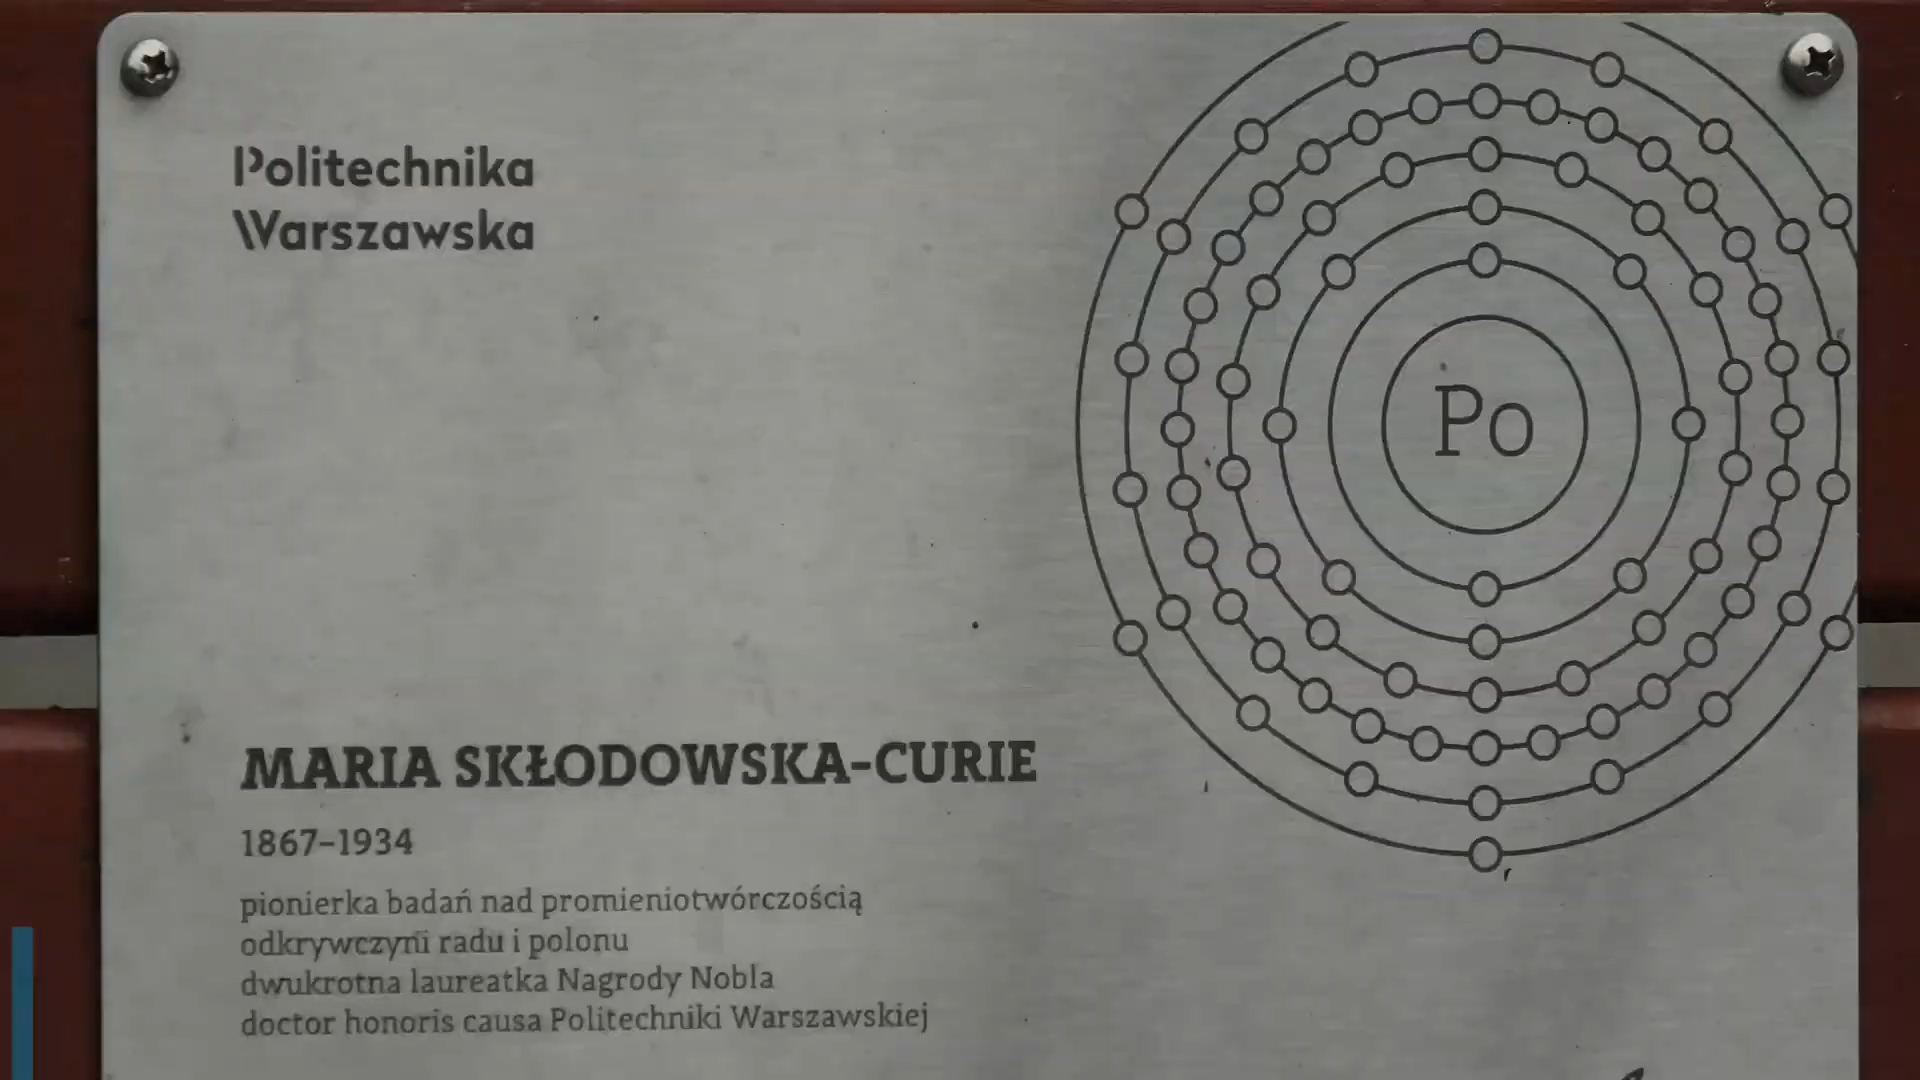 Politechnika
Warszawska
Po
MARIA SKŁODOWSKA-CURIE
1867–1934
pionierka badań nad promieniotwórczością
odkrywczyni radu i polonu
dwukrotna laureatka Nagrody Nobla
doctor honoris causa Politechniki Warszawskiej